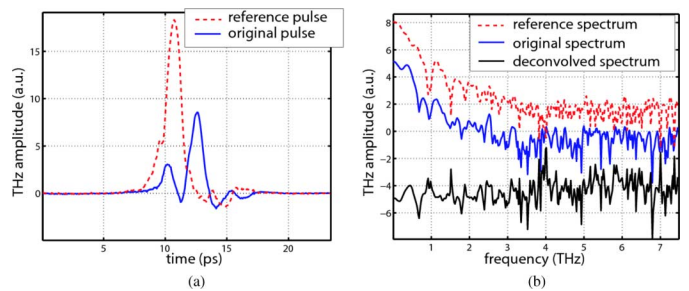 reference pulse
original pulse
THz amplitude (a.u.)
15
10
5
0
5
10
15
20
time (ps)
(a)
reference spectrum
original spectrum
deconvolved spectrum
THz amplitude (a.u.)
8
6
4
2
0
−2
−4
−6
1
2
3
4
5
6
7
frequency (THz)
(b)